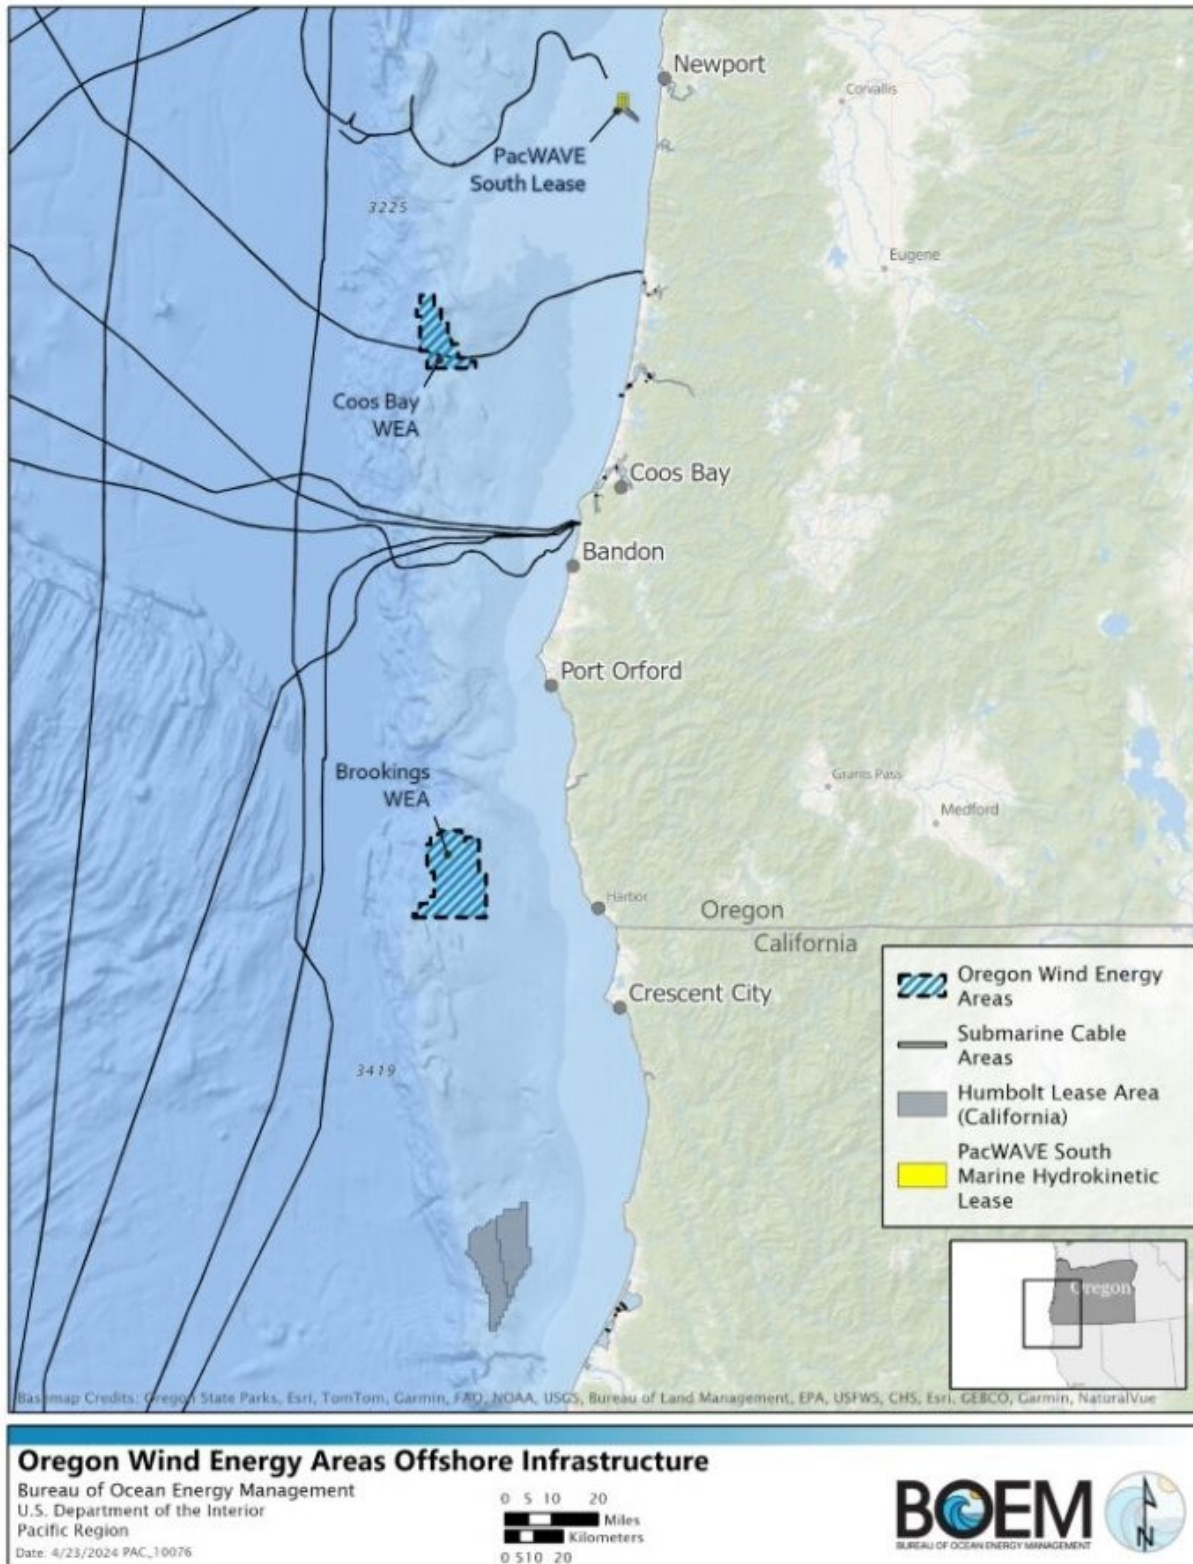 Newport
Corvallis
PacWAVE
South Lease
3225
Eugene
Coos Bay
WEA
Coos Bay
Bandon
Port Orford
Brookings
WEA
Grants Pass
Medford
Harbor
Oregon
California
Crescent City
3419
Oregon Wind Energy
Areas
Submarine Cable
Areas
Humbolt Lease Area
(California)
PacWAVE South
Marine Hydrokinetic
Lease
Oregon
Basemap Credits: Oregon State Parks, Esri, TomTom, Garmin, FAO, NOAA, USGS, Bureau of Land Management, EPA, USFWS, CHS, Esri, GEBCO, Garmin, NaturalVue
Oregon Wind Energy Areas Offshore Infrastructure
Bureau of Ocean Energy Management
U.S. Department of the Interior
Pacific Region
Date: 4/23/2024 PAC_10076
0 5 10 20
Miles
Kilometers
0 510 20
BOEM
BUREAU OF OCEAN ENERGY MANAGEMENT
N